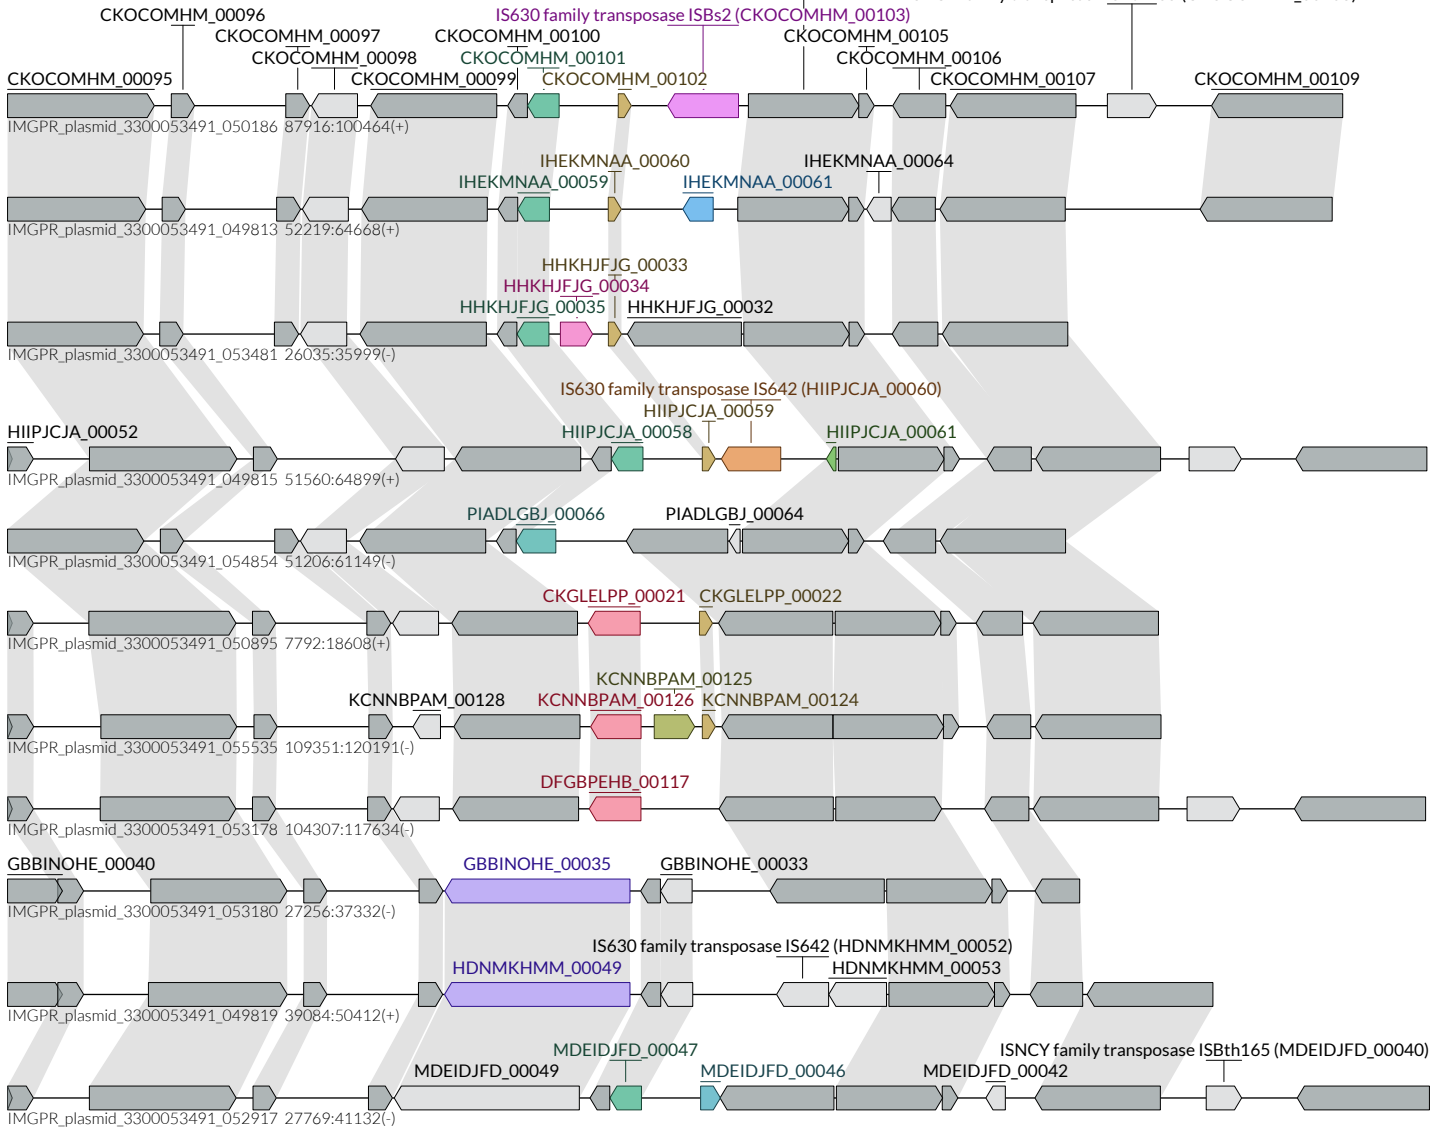 CKOCOMHM_00096
IS630 family transposase ISBs2 (CKOCOMHM_00103)
CKOCOMHM_00097
CKOCOMHM_00100
CKOCOMHM_00105
CKOCOMHM_00098
CKOCOMHM_00101
CKOCOMHM_00106
CKOCOMHM_00095
CKOCOMHM_00099
CKOCOMHM_00102
CKOCOMHM_00107
CKOCOMHM_00109
IMGPR_plasmid_3300053491_050186 87916:100464(+)
IHEKMNAA_00060
IHEKMNAA_00064
IHEKMNAA_00059
IHEKMNAA_00061
IMGPR_plasmid_3300053491_049813 52219:64668(+)
HHKHJFJG_00033
HHKHJFJG_00034
HHKHJFJG_00035
HHKHJFJG_00032
IMGPR_plasmid_3300053491_053481 26035:35999(-)
IS630 family transposase IS642 (HIIPJCJA_00060)
HIIPJCJA_00059
HIIPJCJA_00052
HIIPJCJA_00058
HIIPJCJA_00061
IMGPR_plasmid_3300053491_049815 51560:64899(+)
PIADLGBJ_00066
PIADLGBJ_00064
IMGPR_plasmid_3300053491_054854 51206:61149(-)
CKGLELPP_00021
CKGLELPP_00022
IMGPR_plasmid_3300053491_050895 7792:18608(+)
KCNNBPAM_00125
KCNNBPAM_00128
KCNNBPAM_00126
KCNNBPAM_00124
IMGPR_plasmid_3300053491_055535 109351:120191(-)
DFGBPEHB_00117
IMGPR_plasmid_3300053491_053178 104307:117634(-)
GBBINOHE_00040
GBBINOHE_00035
GBBINOHE_00033
IMGPR_plasmid_3300053491_053180 27256:37332(-)
IS630 family transposase IS642 (HDNMKHMM_00052)
HDNMKHMM_00049
HDNMKHMM_00053
IMGPR_plasmid_3300053491_049819 39084:50412(+)
MDEIDJFD_00047
ISNCY family transposase ISBth165 (MDEIDJFD_00040)
MDEIDJFD_00049
MDEIDJFD_00046
MDEIDJFD_00042
IMGPR_plasmid_3300053491_052917 27769:41132(-)